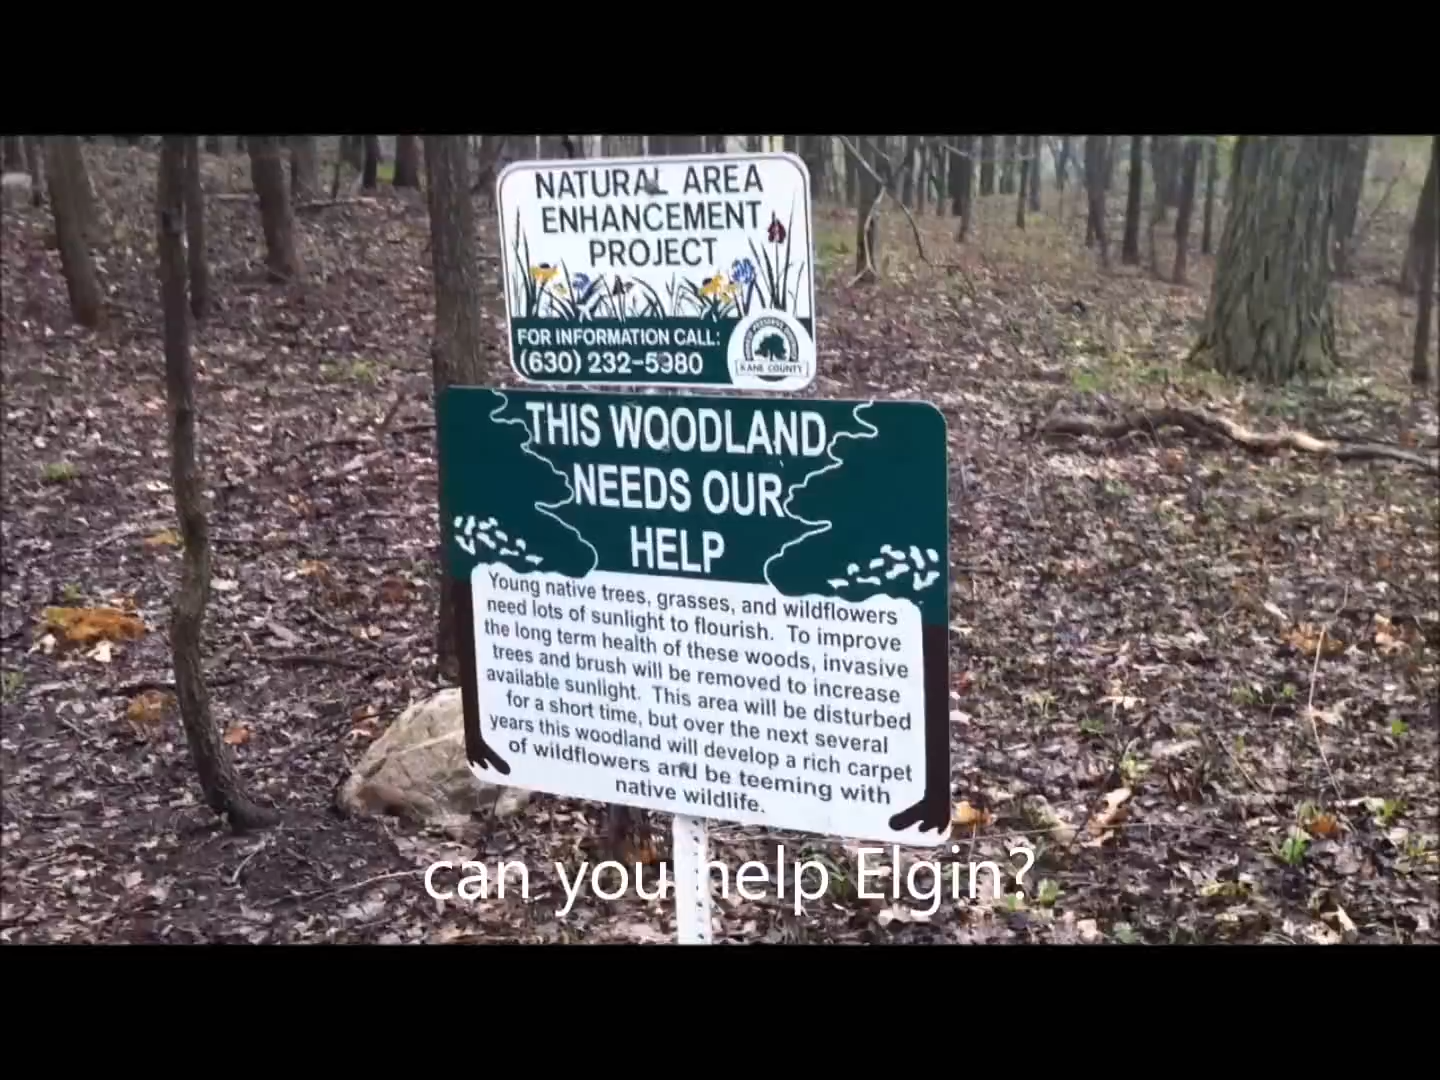 NATURAL AREA
ENHANCEMENT
PROJECT
FOR INFORMATION CALL:
(630) 232-5980
KANE COUNTY
THIS WOODLAND
NEEDS OUR
HELP
Young native trees, grasses, and wildflowers
need lots of sunlight to flourish. To improve
the long term health of these woods, invasive
trees and brush will be removed to increase
available sunlight. This area will be disturbed
for a short time, but over the next several
years this woodland will develop a rich carpet
of wildflowers and be teeming with
native wildlife.
can you help Elgin?